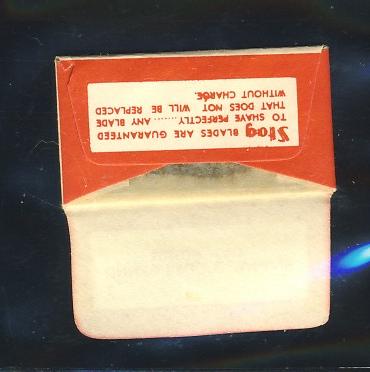 Stag BLADES ARE GUARANTEED
TO SHAVE PERFECTLY......ANY BLADE
THAT DOES NOT WILL BE REPLACED
WITHOUT CHARGE.